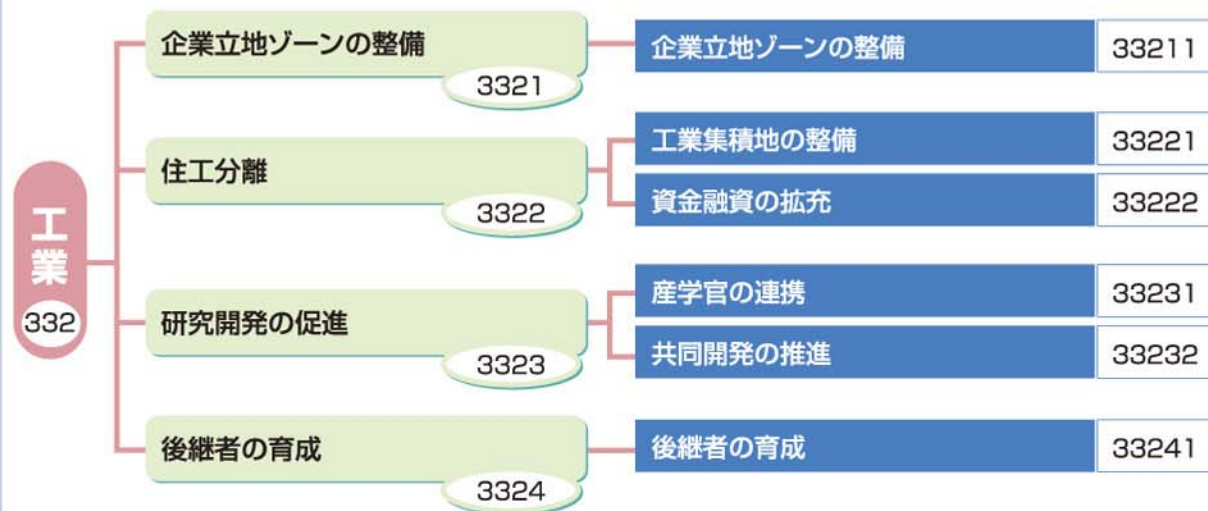 工業
332
企業立地ゾーンの整備
3321
企業立地ゾーンの整備 33211
住工分離
3322
工業集積地の整備 33221
資金融資の拡充 33222
研究開発の促進
3323
産学官の連携 33231
共同開発の推進 33232
後継者の育成
3324
後継者の育成 33241